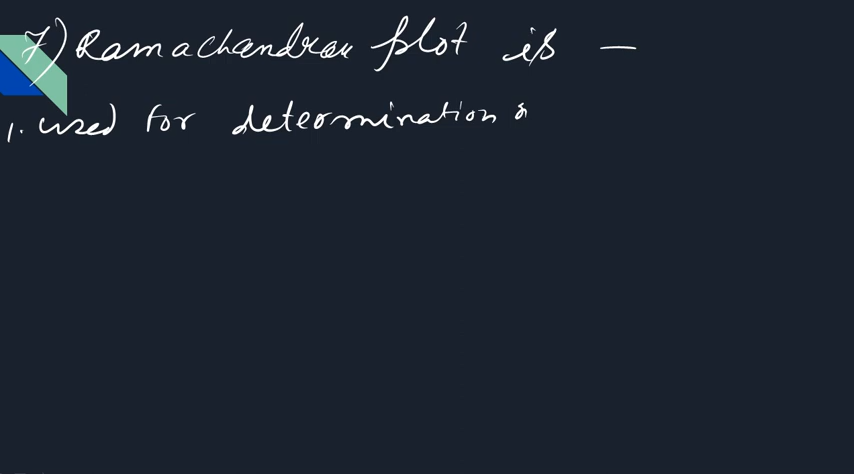 7) Ramachandran plot is —
1. used for determination o